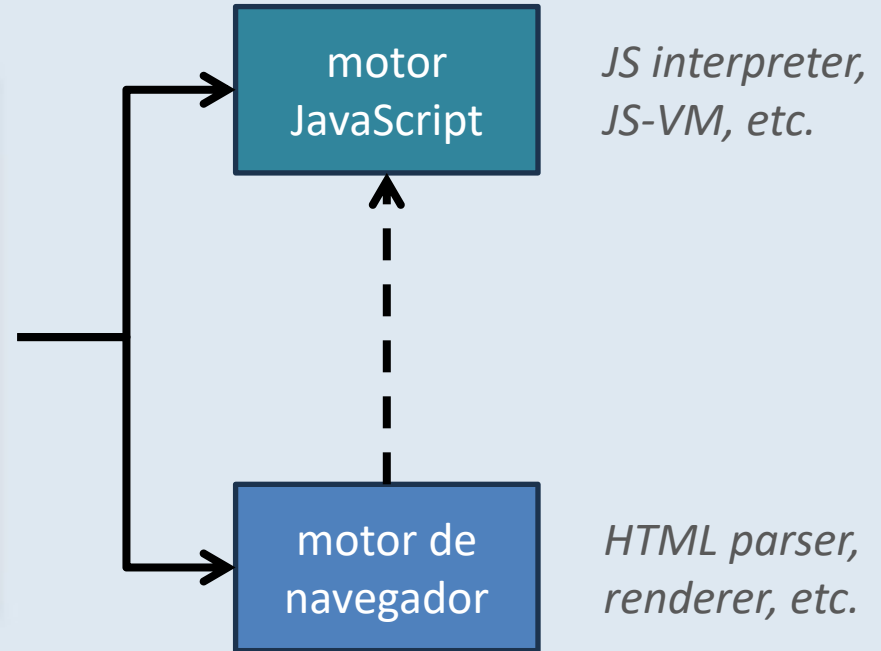 motor
JavaScript
JS interpreter,
JS-VM, etc.
motor de
navegador
HTML parser,
renderer, etc.